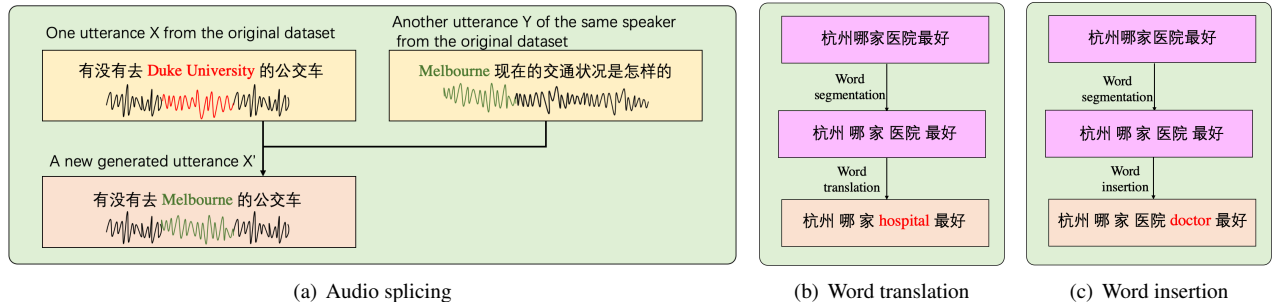 One utterance X from the original dataset
有没有去 Duke University 的公交车
Another utterance Y of the same speaker
from the original dataset
Melbourne 现在的交通状况是怎样的
A new generated utterance X'
有没有去 Melbourne 的公交车
(a) Audio splicing
杭州哪家医院最好
Word
segmentation
杭州 哪 家 医院 最好
Word
translation
杭州 哪 家 hospital 最好
(b) Word translation
杭州哪家医院最好
Word
segmentation
杭州 哪 家 医院 最好
Word
insertion
杭州 哪 家 医院 doctor 最好
(c) Word insertion